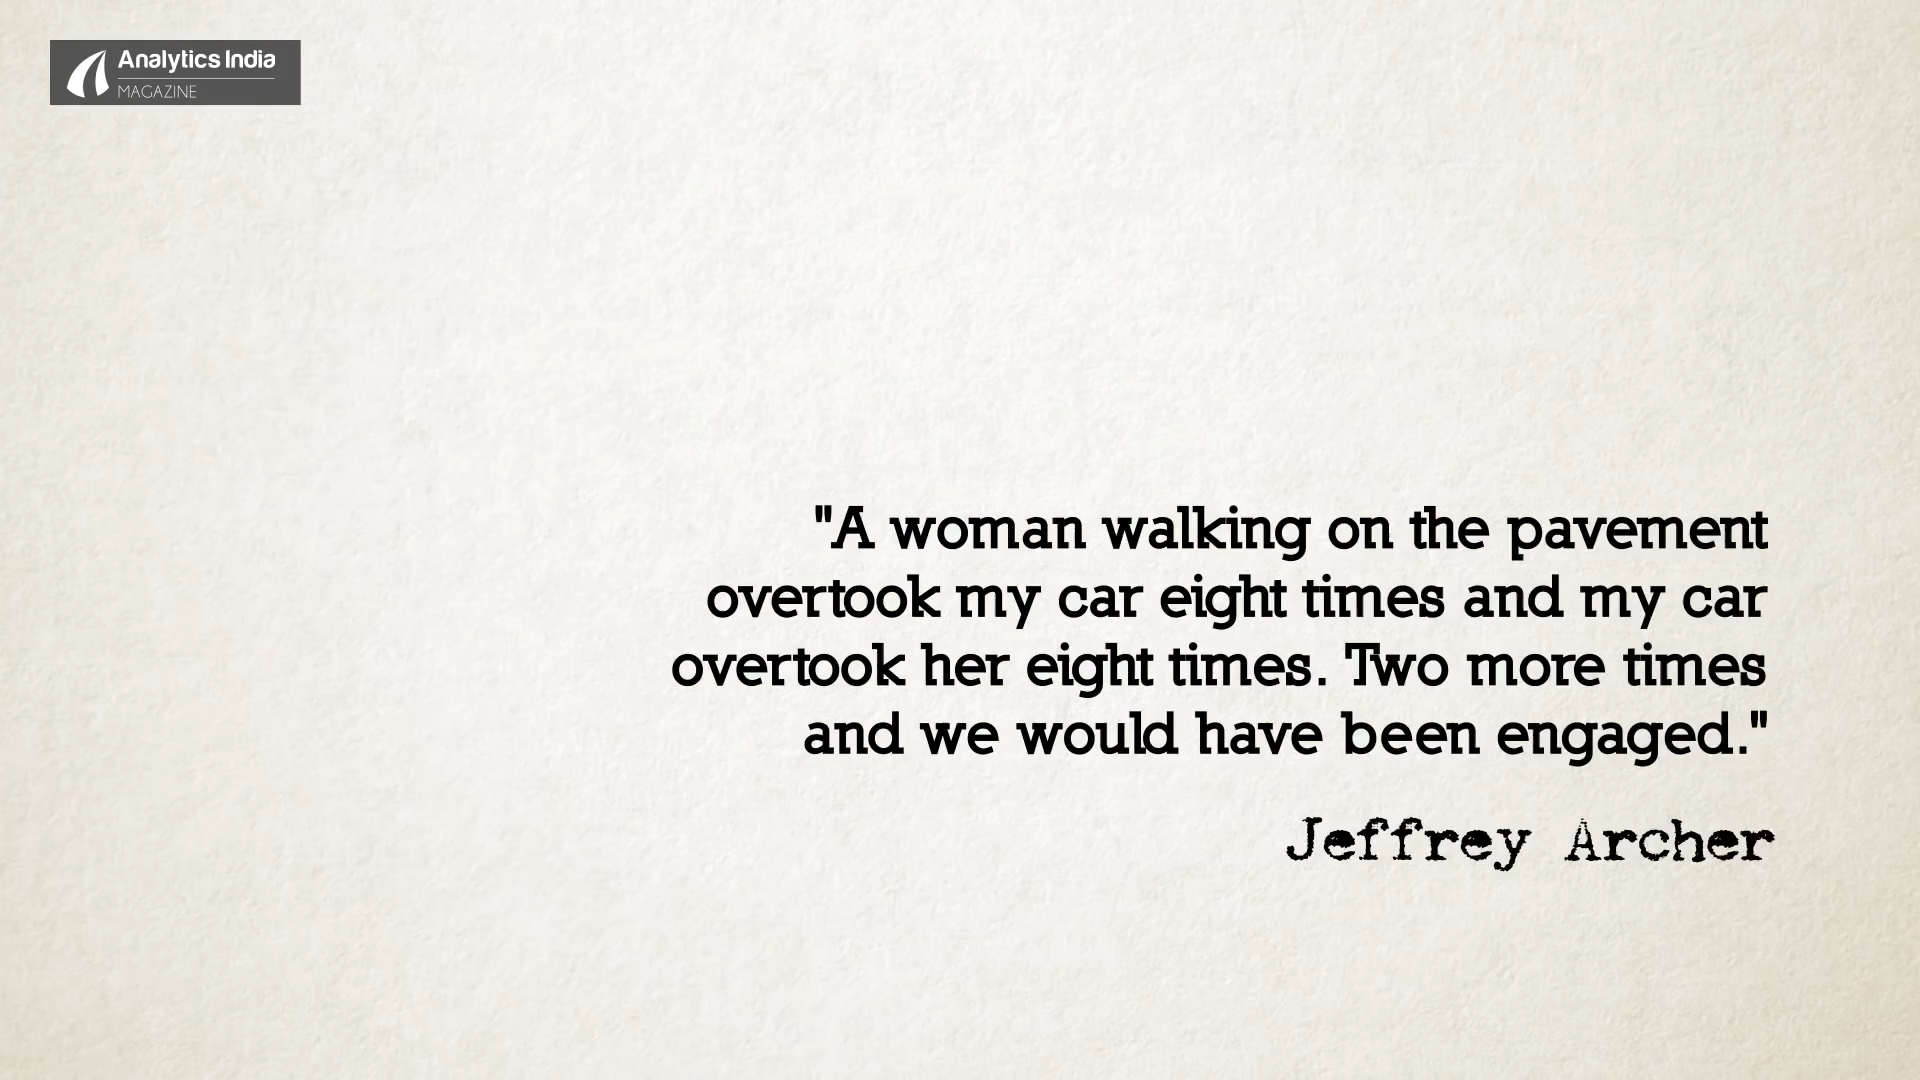 Analytics India
MAGAZINE
"A woman walking on the pavement
overtook my car eight times and my car
overtook her eight times. Two more times
and we would have been engaged."
Jeffrey Archer